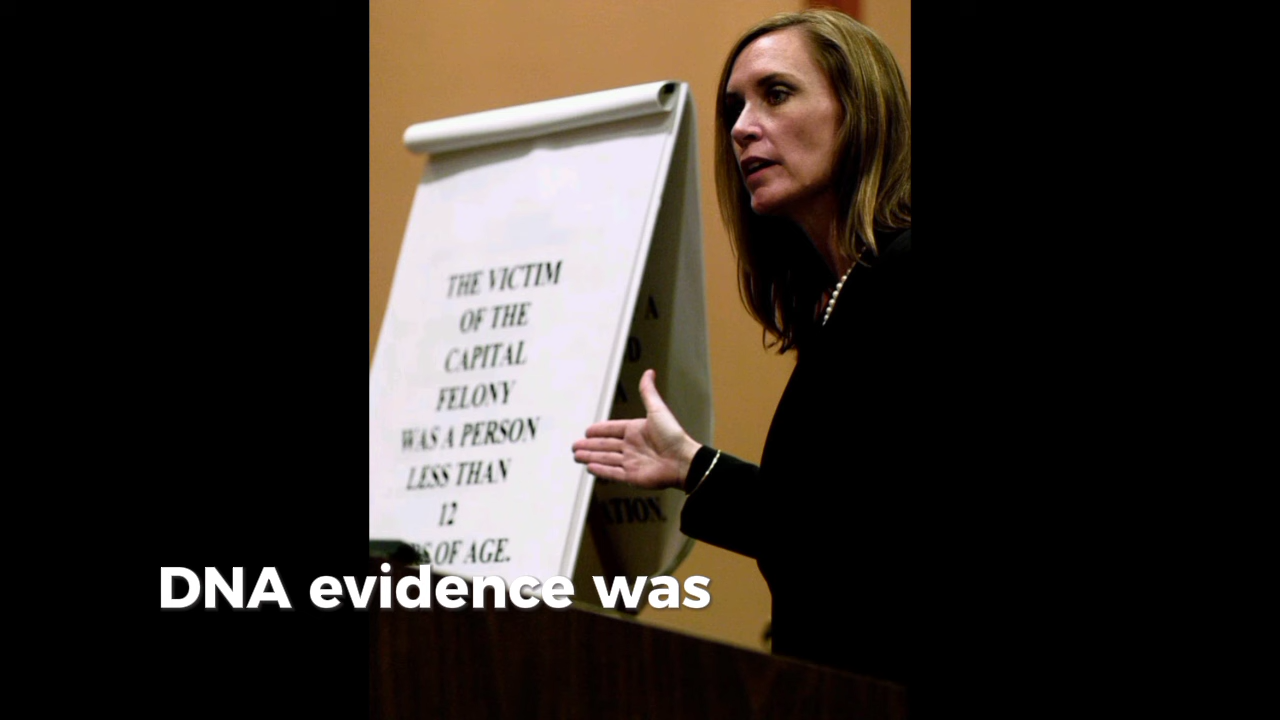 THE VICTIM
OF THE
CAPITAL
FELONY
WAS A PERSON
LESS THAN
12
OF AGE.
A
DNA evidence was